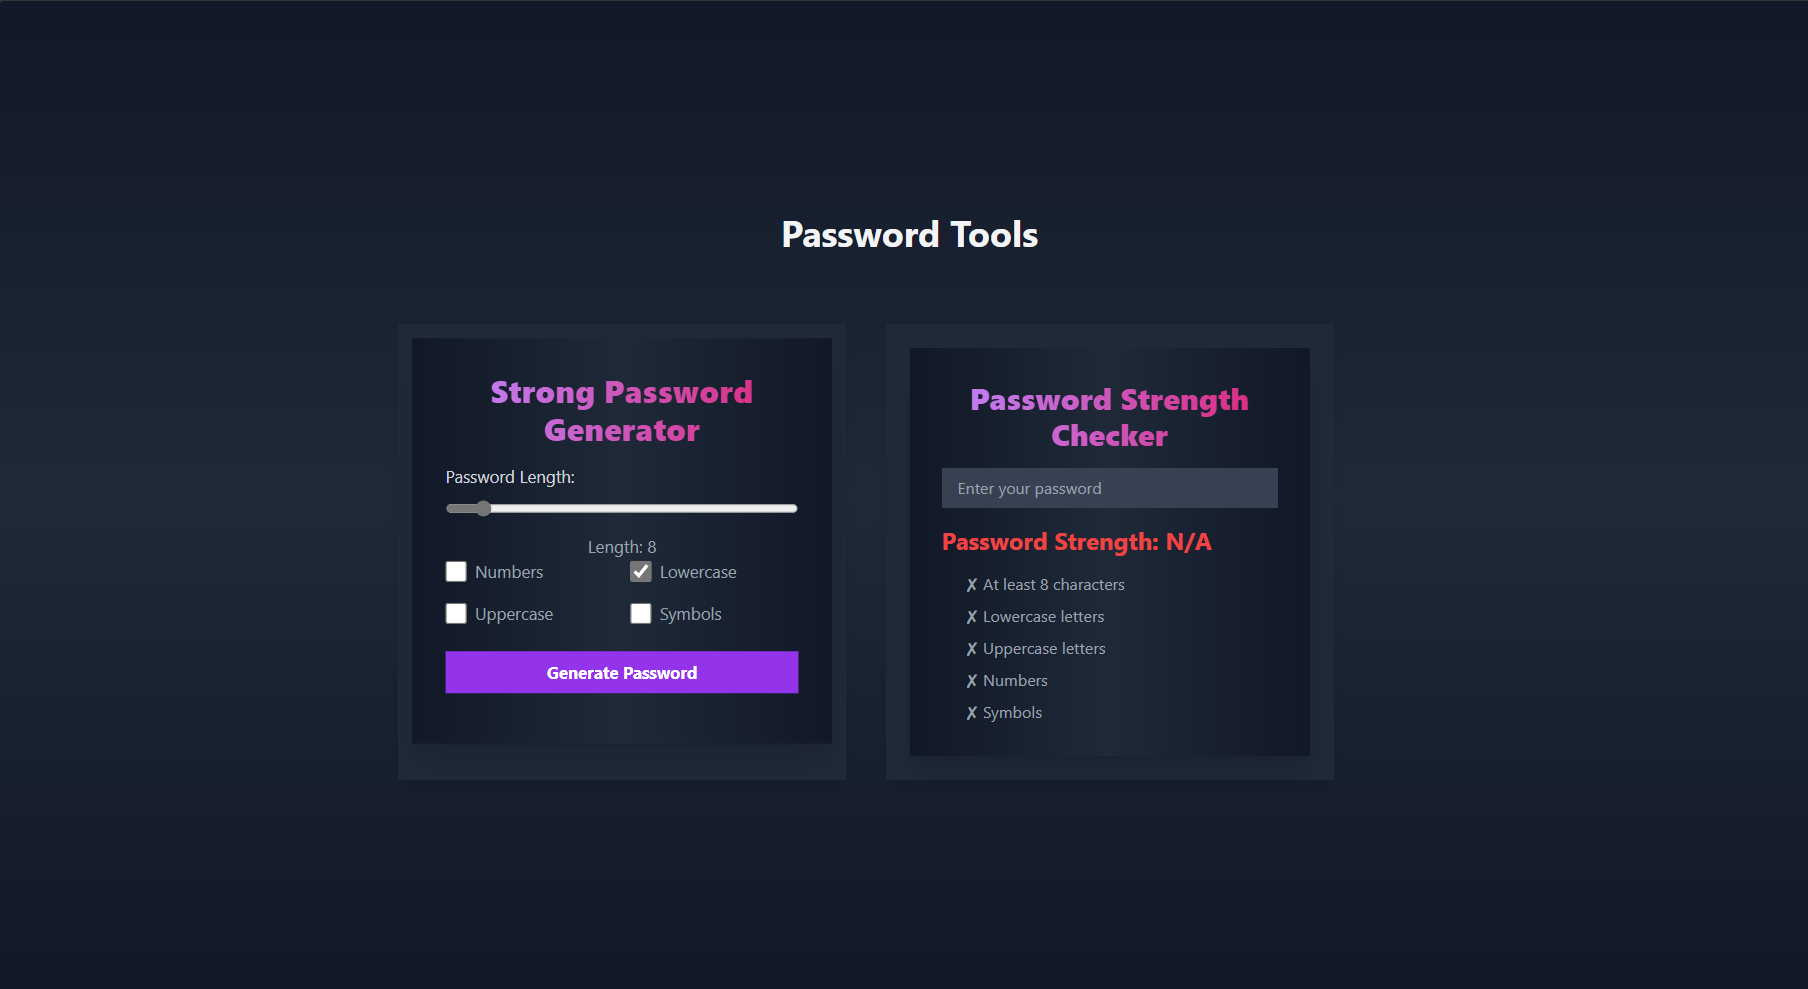 Password Tools
Strong Password
Generator
Password Length:
Length: 8
Numbers
Lowercase
Uppercase
Symbols
Generate Password
Password Strength
Checker
Enter your password
Password Strength: N/A
✗ At least 8 characters
✗ Lowercase letters
✗ Uppercase letters
✗ Numbers
✗ Symbols